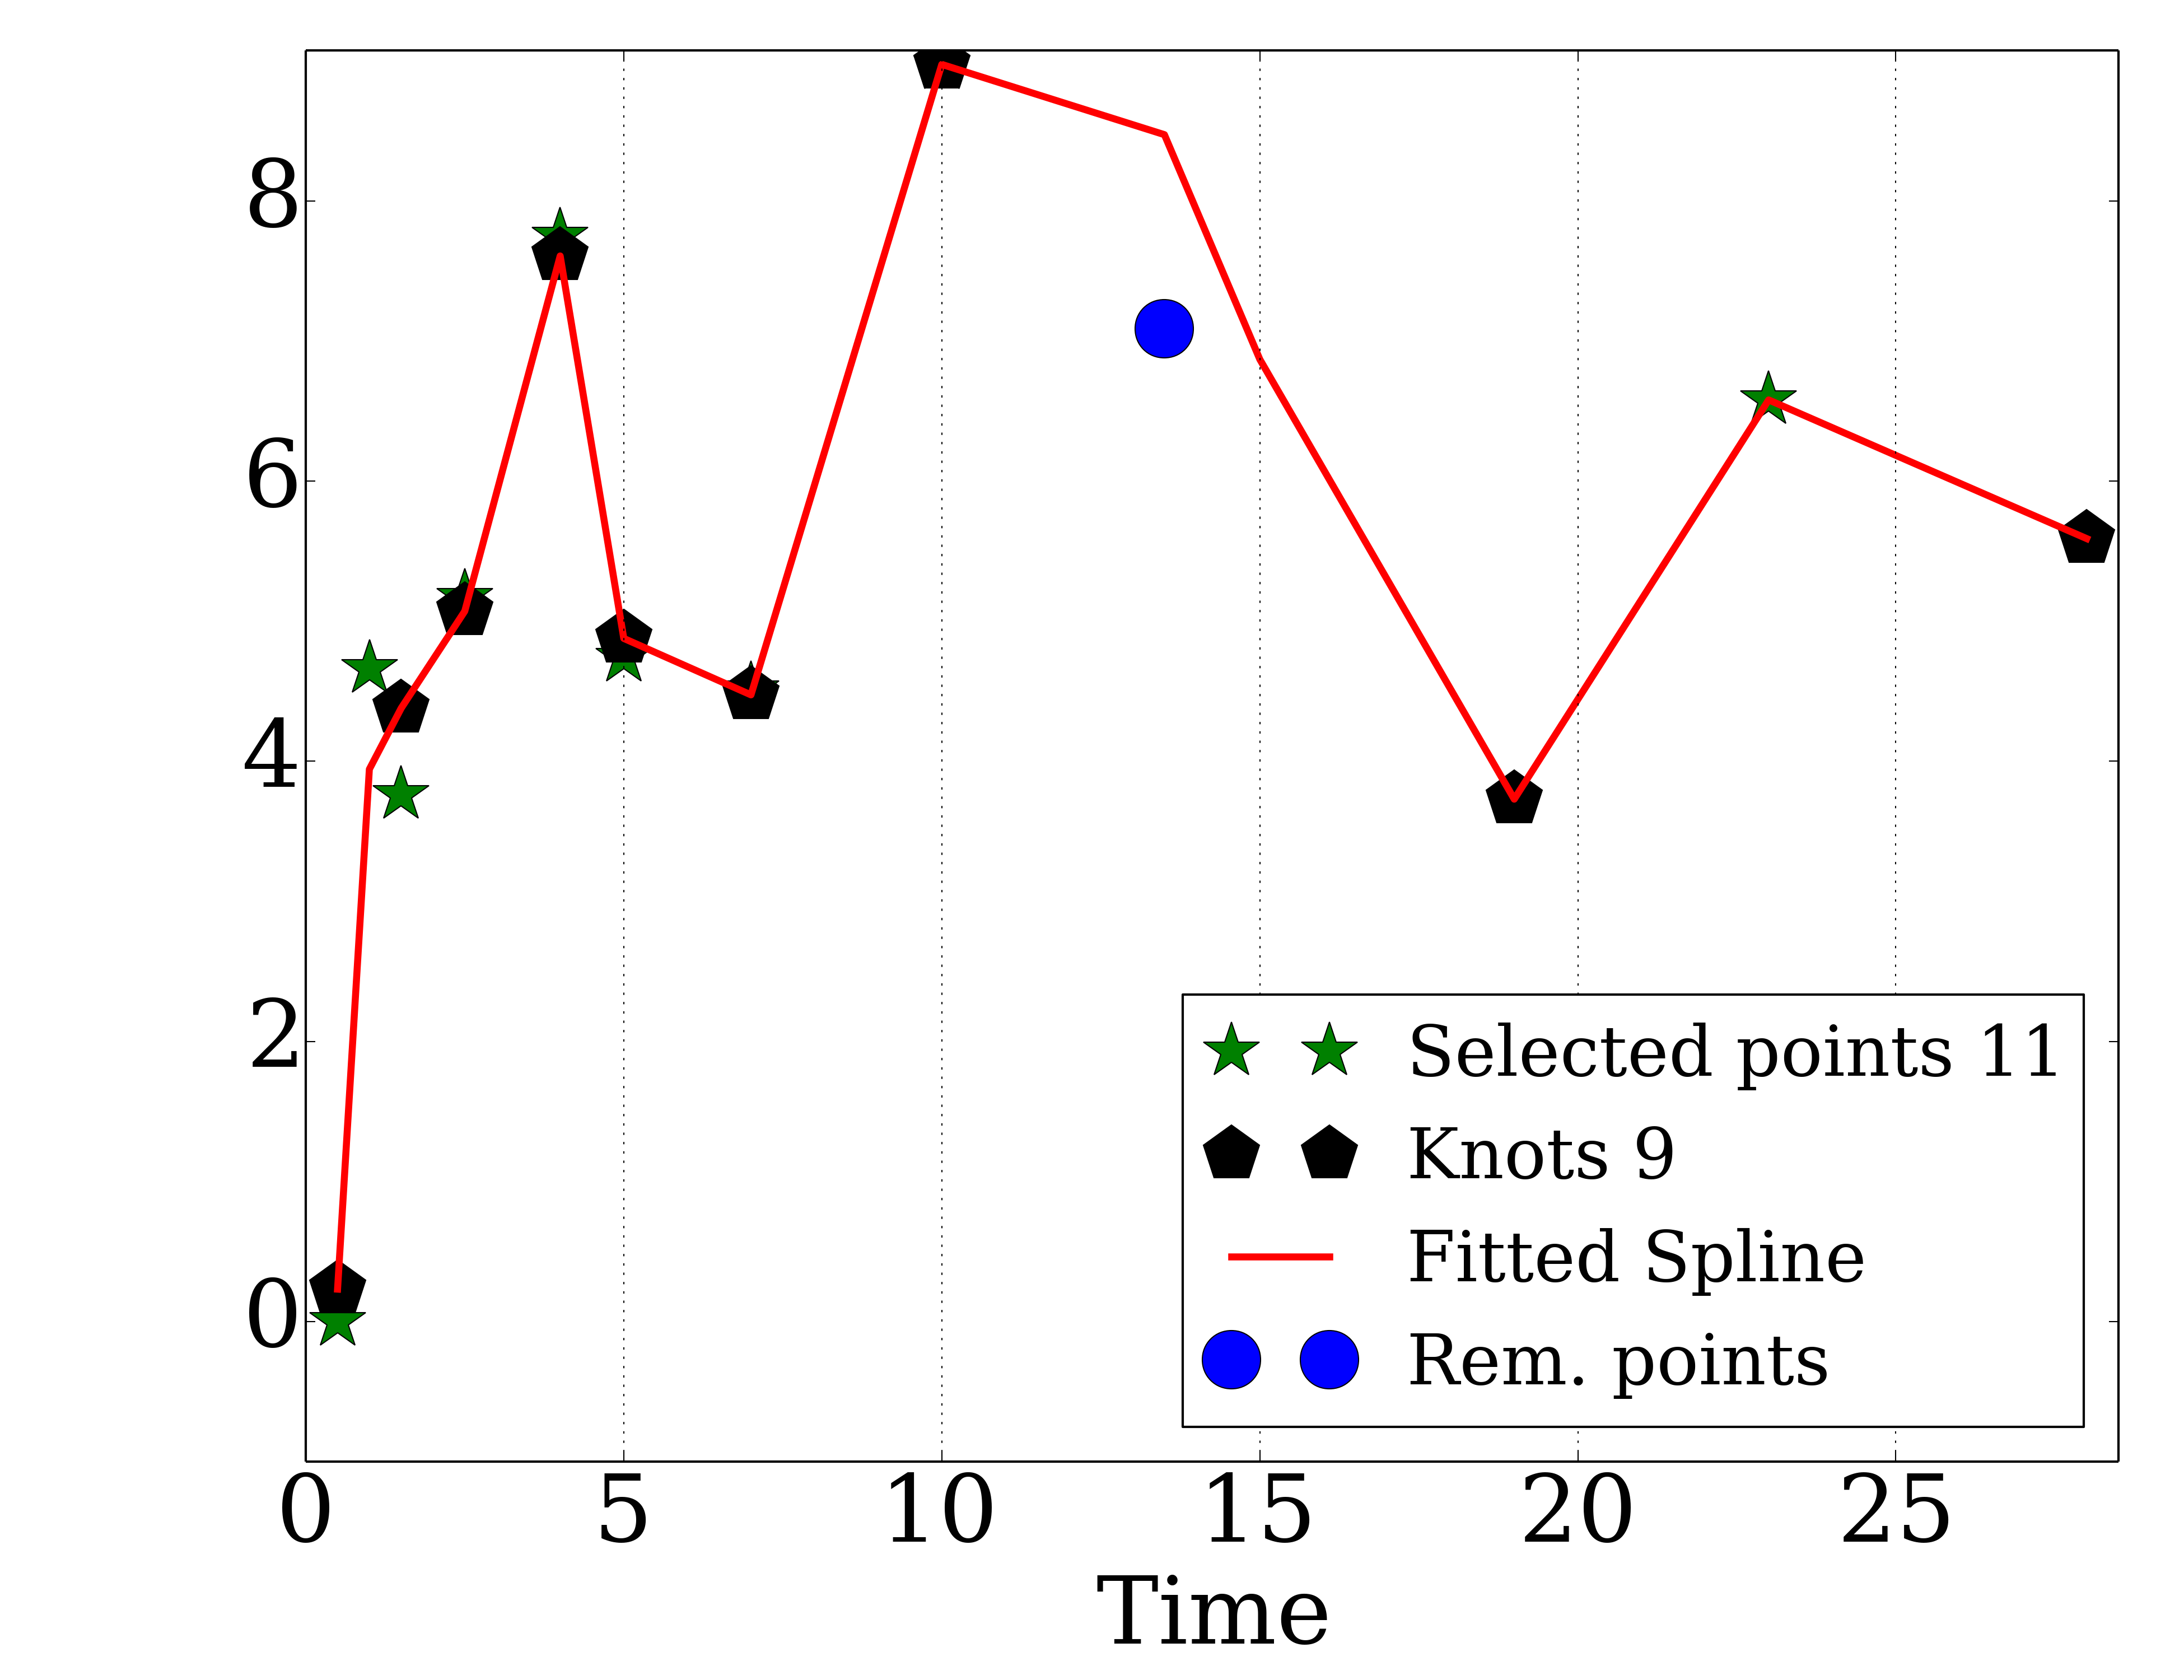 8
6
4
2
0
0 5 10 15 20 25
Time
Selected points 11
Knots 9
Fitted Spline
Rem. points